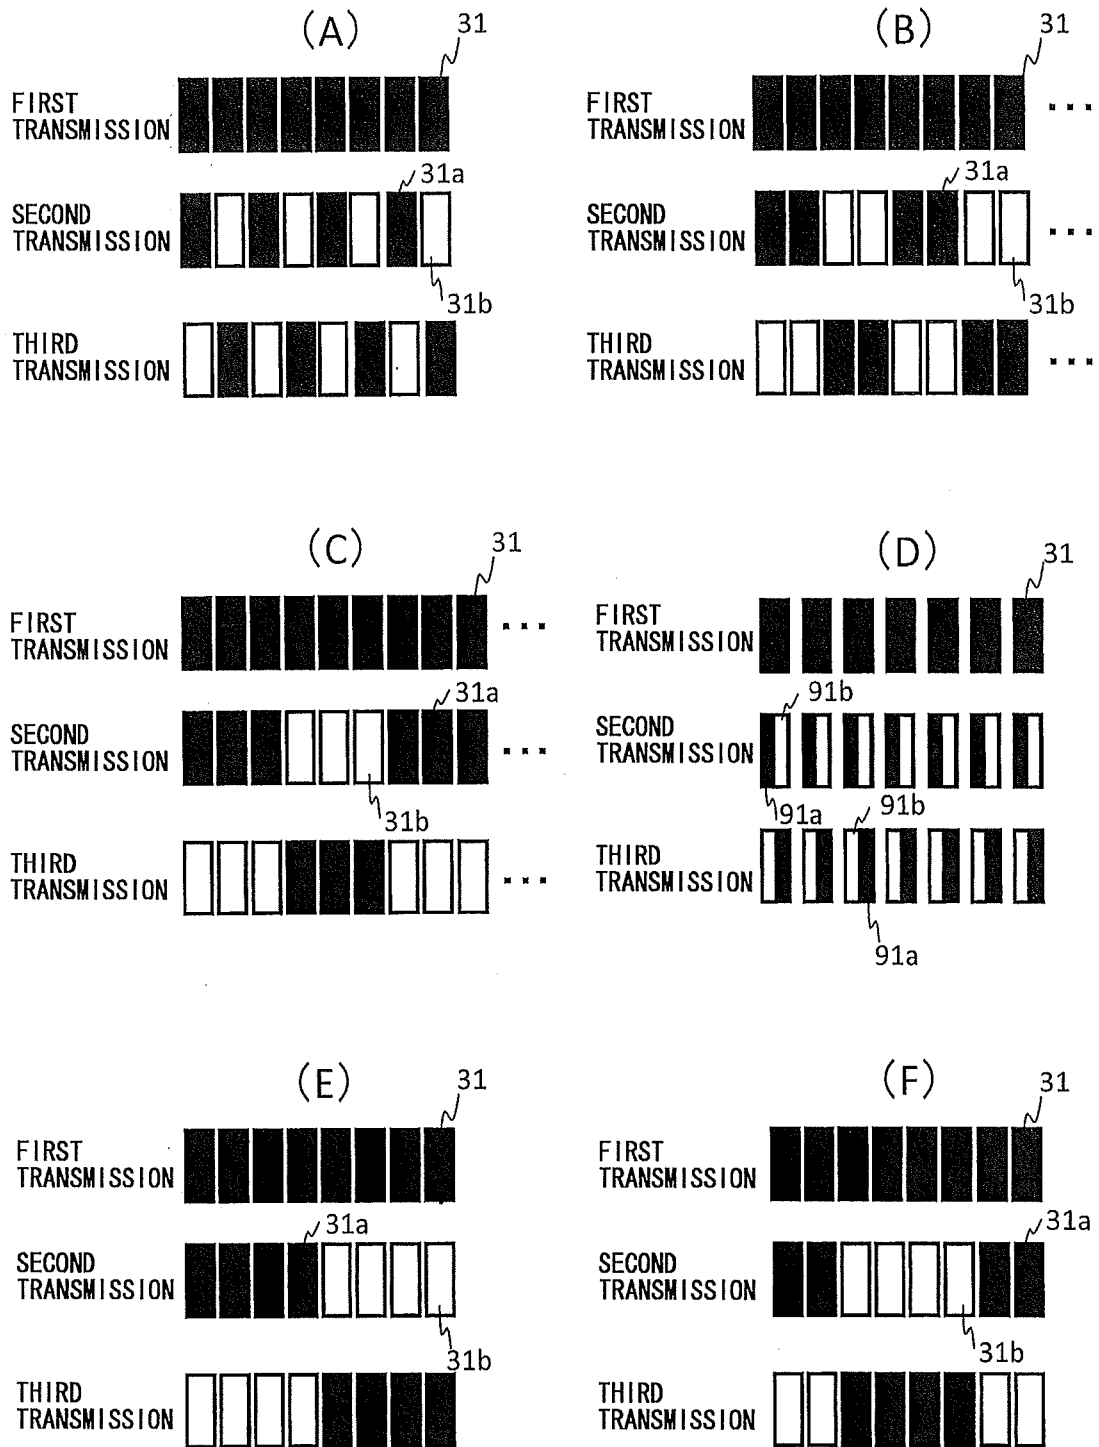 (A)
31
FIRST
TRANSMISSION
31a
SECOND
TRANSMISSION
31b
THIRD
TRANSMISSION
(B)
31
FIRST
TRANSMISSION
...
31a
SECOND
TRANSMISSION
...
31b
THIRD
TRANSMISSION
...
(C)
31
FIRST
TRANSMISSION
...
31a
SECOND
TRANSMISSION
...
31b
THIRD
TRANSMISSION
...
(D)
31
FIRST
TRANSMISSION
91b
SECOND
TRANSMISSION
91a
91b
THIRD
TRANSMISSION
91a
(E)
31
FIRST
TRANSMISSION
31a
SECOND
TRANSMISSION
31b
THIRD
TRANSMISSION
(F)
31
FIRST
TRANSMISSION
31a
SECOND
TRANSMISSION
31b
THIRD
TRANSMISSION